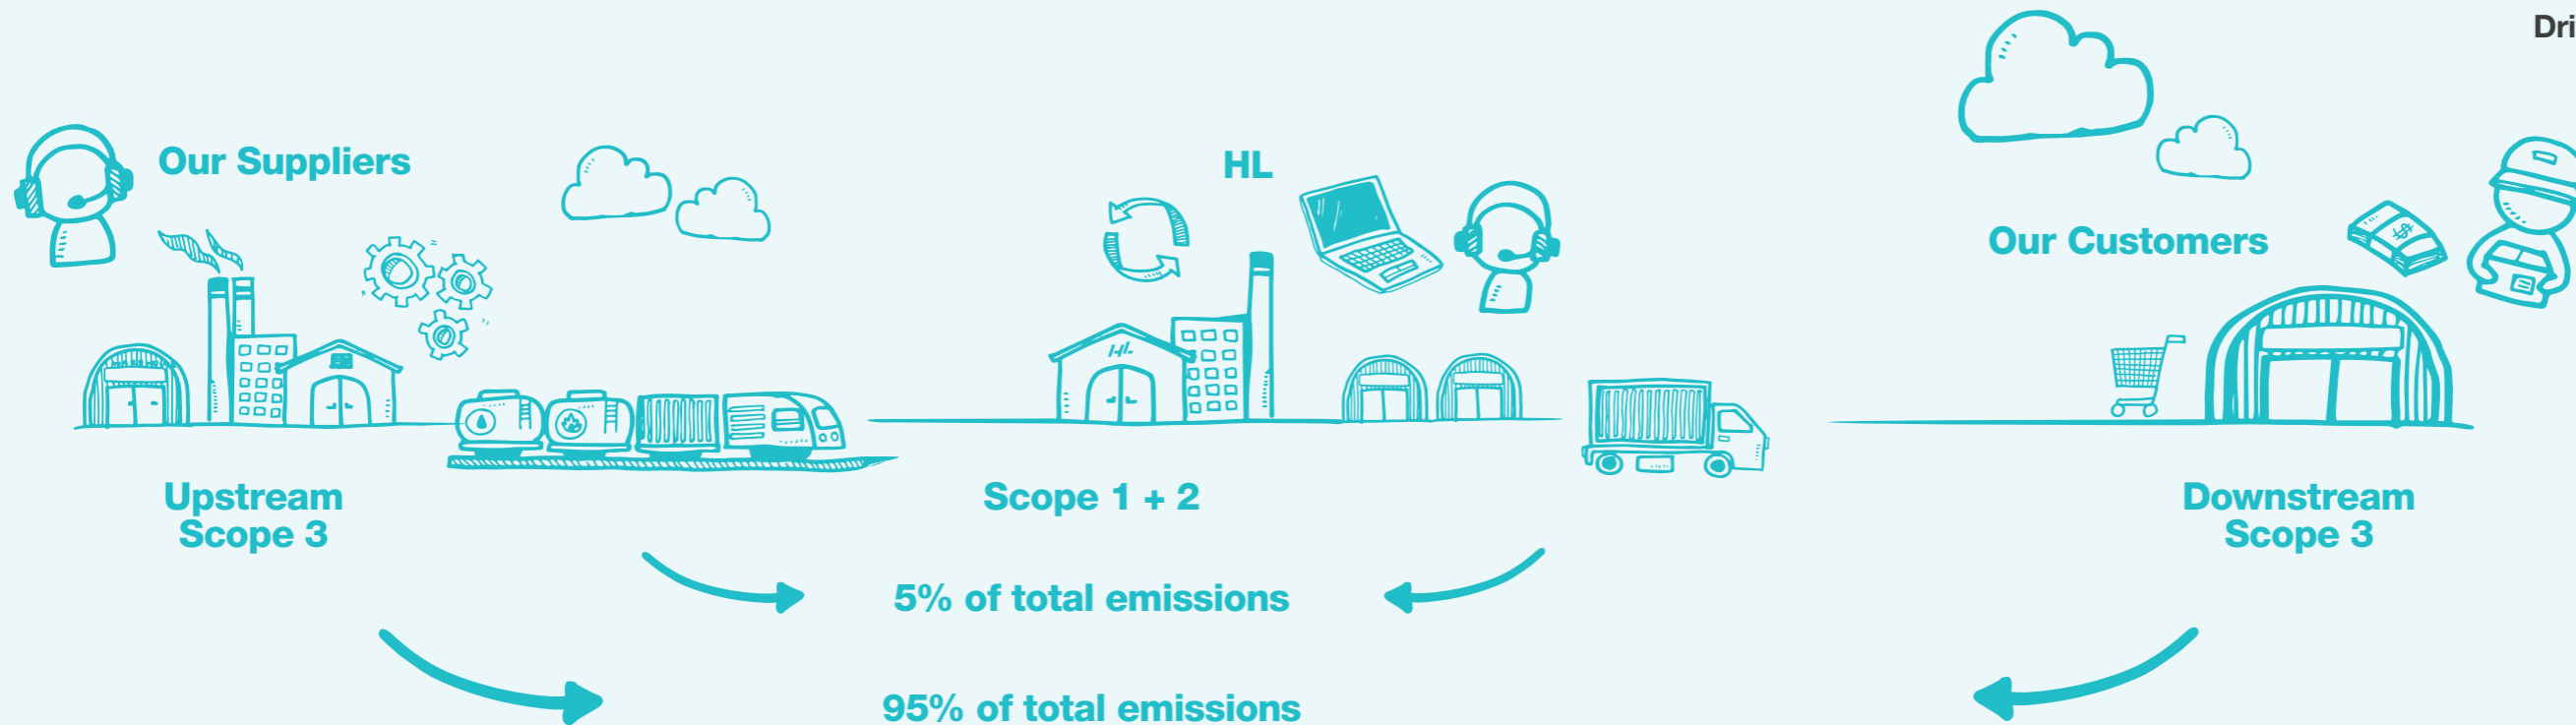 Dri
Our Suppliers
HL
Our Customers
HL
Upstream
Scope 3
Scope 1 + 2
Downstream
Scope 3
5% of total emissions
95% of total emissions